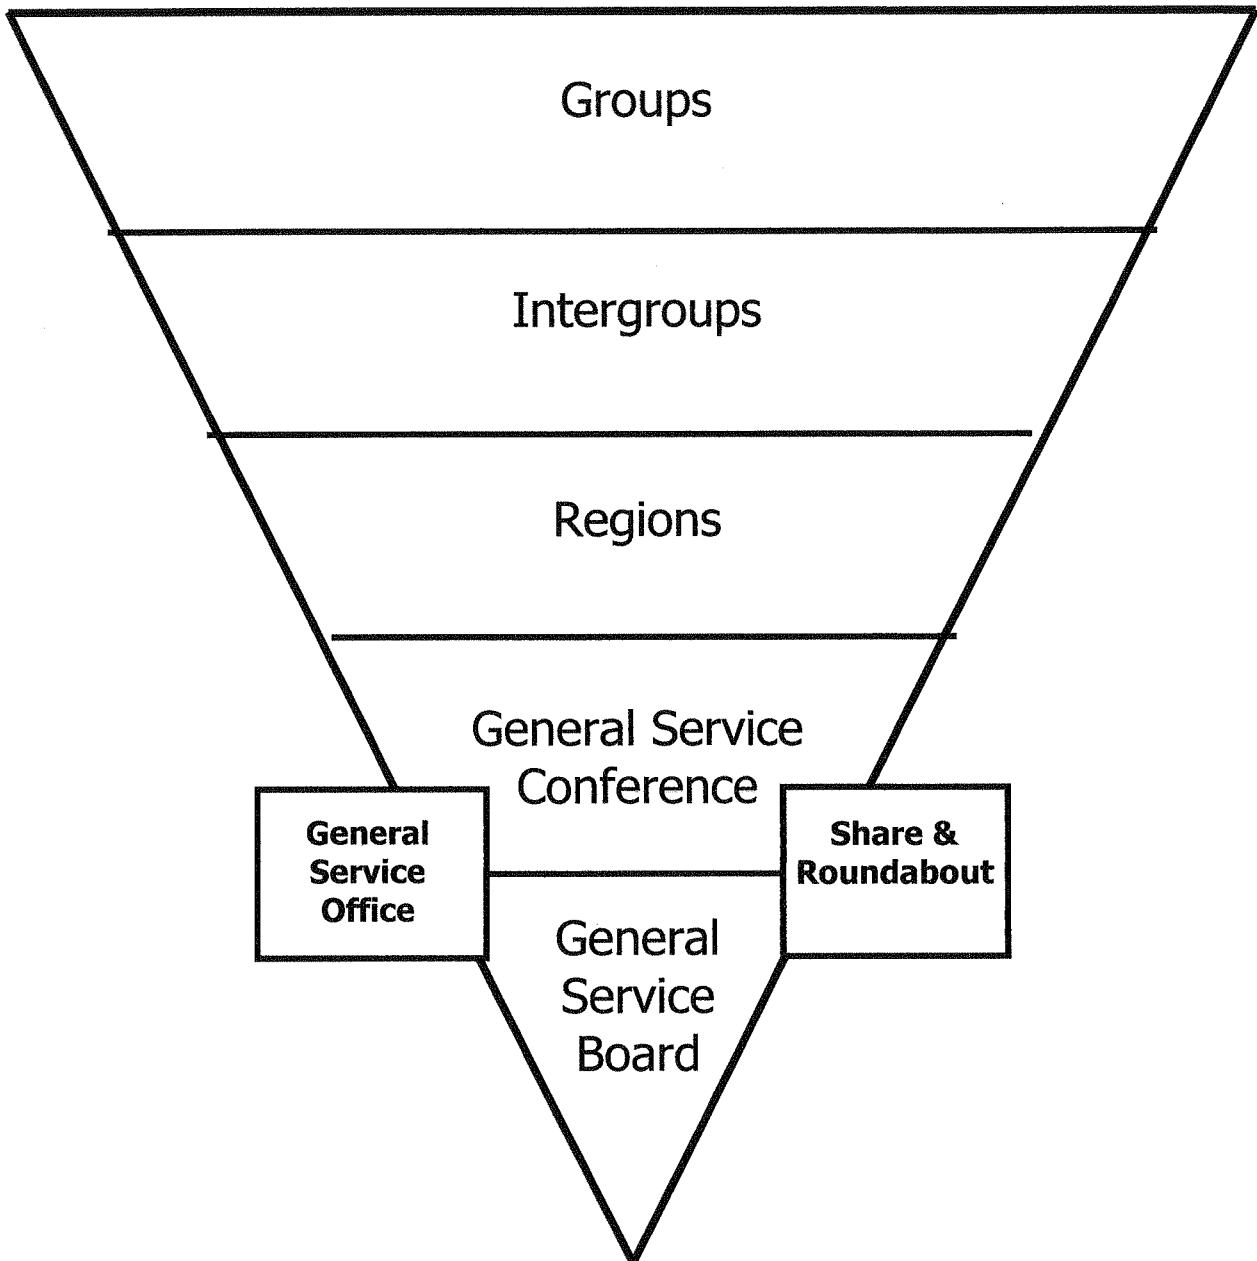 Groups
Intergroups
Regions
General Service
Conference
General
Service
Office
Share &
Roundabout
General
Service
Board